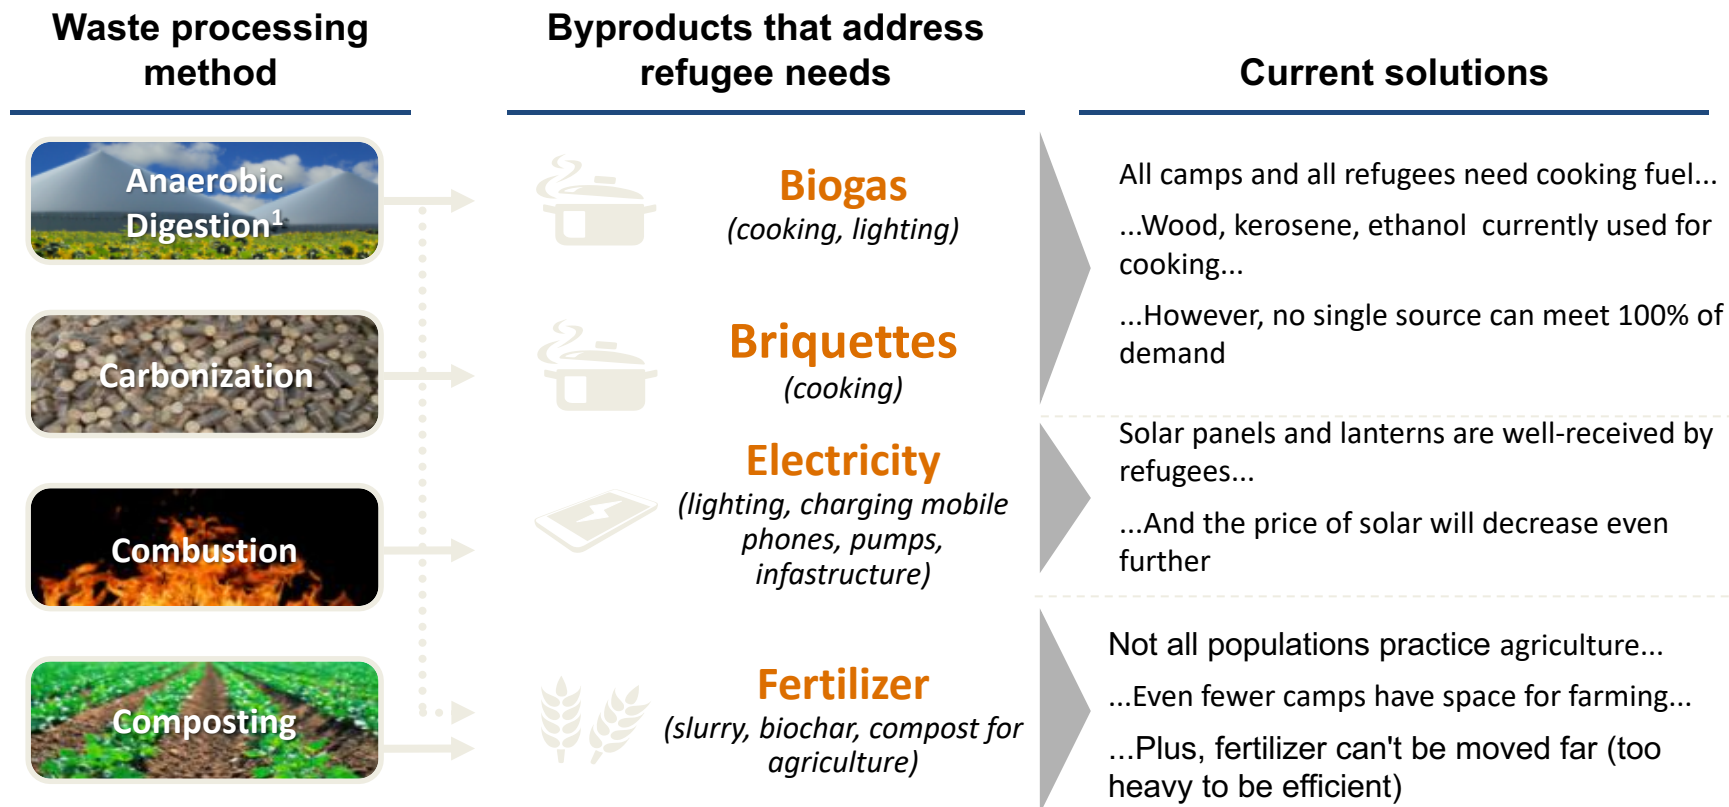 Waste processing
method
Byproducts that address
refugee needs
Current solutions
Anaerobic
Digestion1
Biogas
(cooking, lighting)
All camps and all refugees need cooking fuel...
...Wood, kerosene, ethanol currently used for
cooking...
...However, no single source can meet 100% of
demand
Carbonization
Briquettes
(cooking)
Combustion
Electricity
(lighting, charging mobile
phones, pumps,
infastructure)
Solar panels and lanterns are well-received by
refugees...
...And the price of solar will decrease even
further
Composting
Fertilizer
(slurry, biochar, compost for
agriculture)
Not all populations practice agriculture...
...Even fewer camps have space for farming...
...Plus, fertilizer can't be moved far (too
heavy to be efficient)